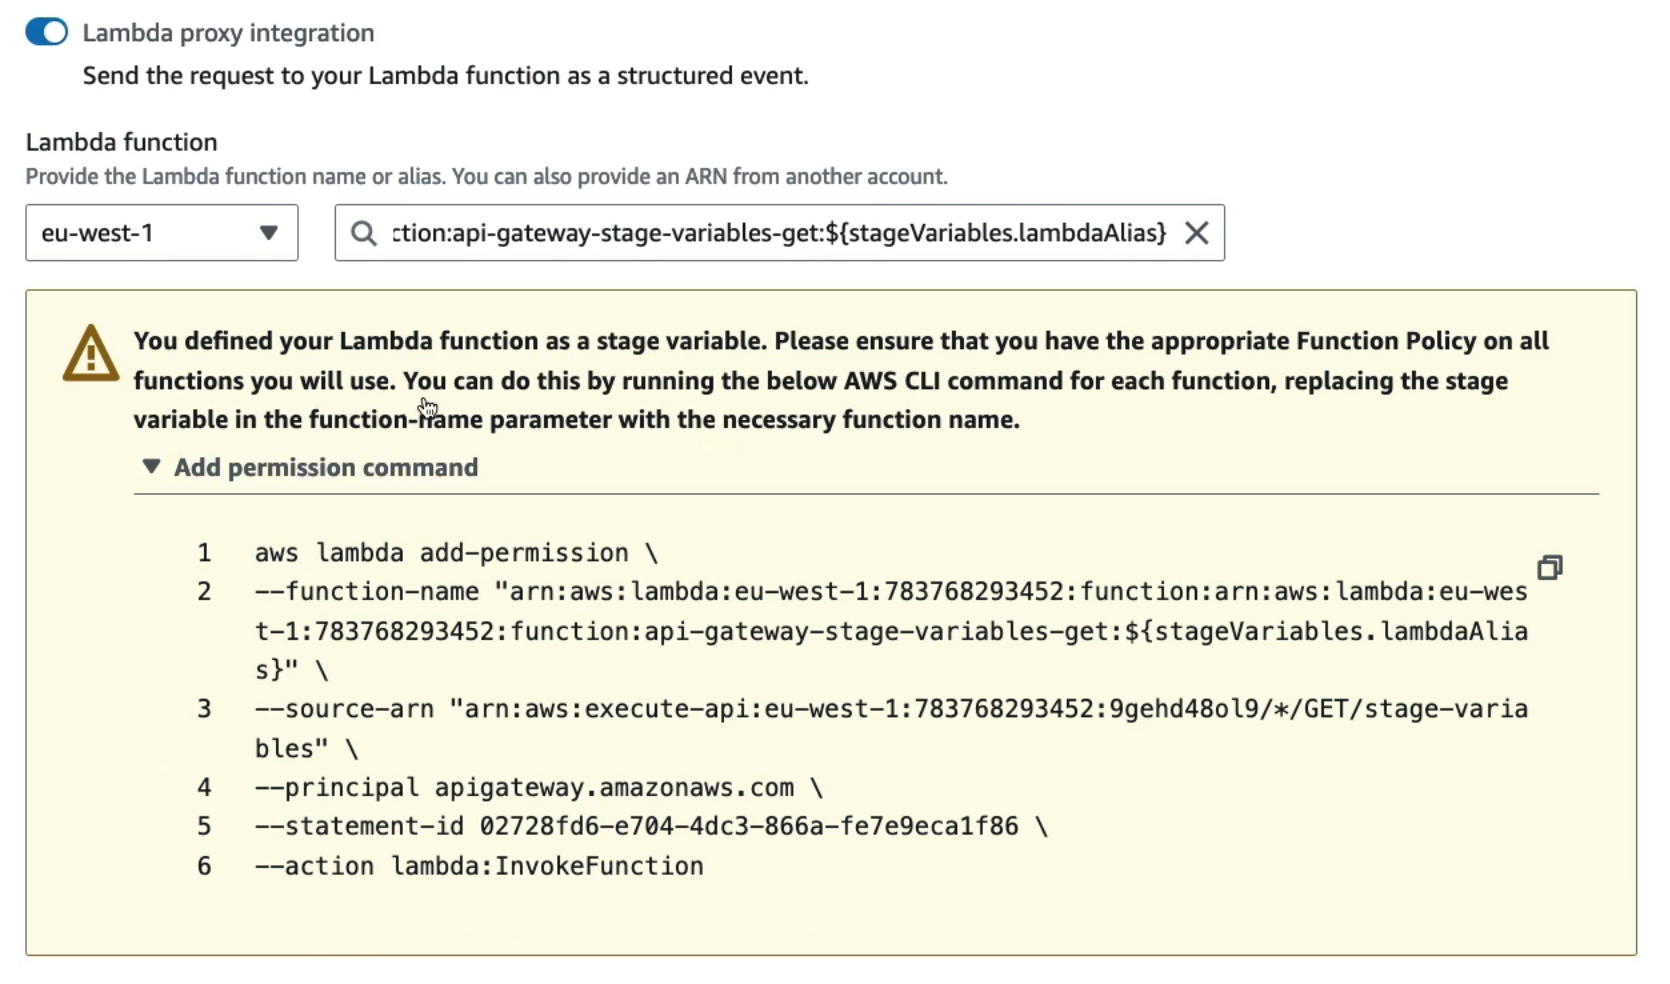 Lambda proxy integration
Send the request to your Lambda function as a structured event.
Lambda function
Provide the Lambda function name or alias. You can also provide an ARN from another account.
eu-west-1
ction:api-gateway-stage-variables-get:${stageVariables.lambdaAlias}
You defined your Lambda function as a stage variable. Please ensure that you have the appropriate Function Policy on all
functions you will use. You can do this by running the below AWS CLI command for each function, replacing the stage
variable in the function-name parameter with the necessary function name.
Add permission command
1 aws lambda add-permission \
2 --function-name "arn:aws:lambda:eu-west-1:783768293452:function:arn:aws:lambda:eu-wes
t-1:783768293452:function:api-gateway-stage-variables-get:${stageVariables.lambdaAlia
s}" \
3 --source-arn "arn:aws:execute-api:eu-west-1:783768293452:9gehd48ol9/*/GET/stage-varia
bles" \
4 --principal apigateway.amazonaws.com \
5 --statement-id 02728fd6-e704-4dc3-866a-fe7e9eca1f86 \
6 --action lambda:InvokeFunction